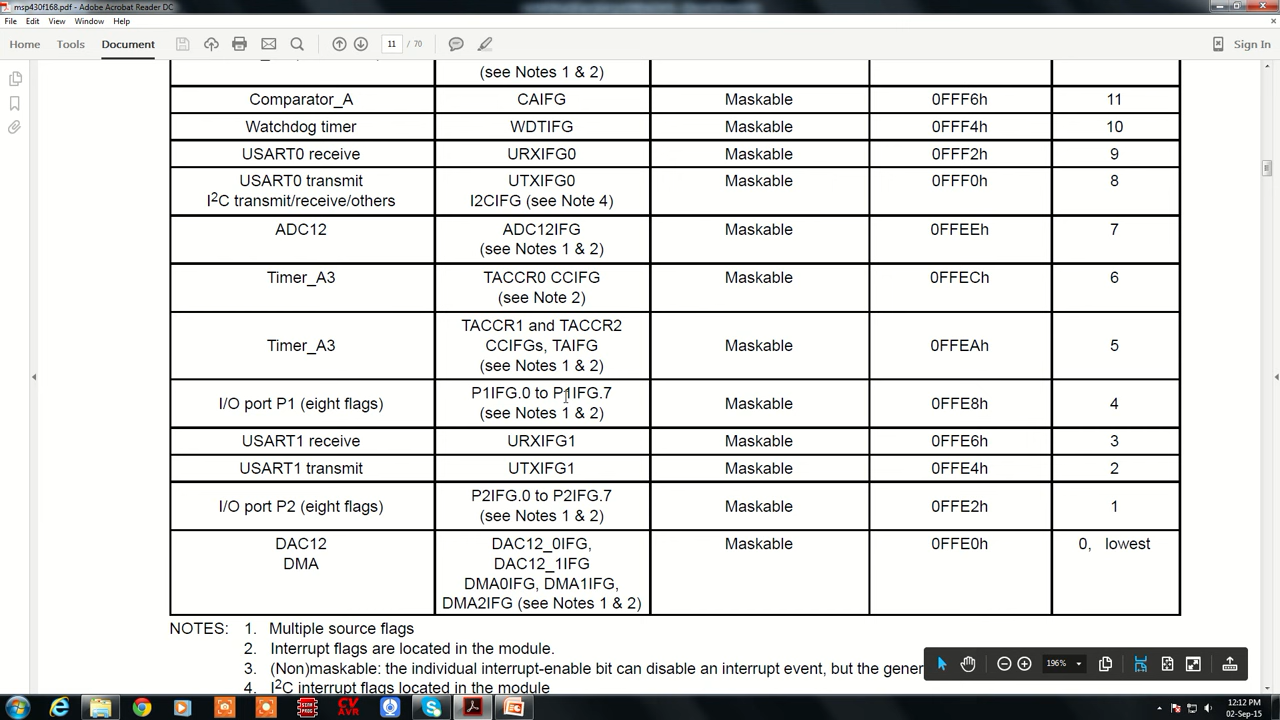 msp430f168.pdf - Adobe Acrobat Reader DC
File Edit View Window Help
Home Tools Document 11 / 70 Sign In
(see Notes 1 & 2)
Comparator_A CAIFG Maskable 0FFF6h 11
Watchdog timer WDTIFG Maskable 0FFF4h 10
USART0 receive URXIFG0 Maskable 0FFF2h 9
USART0 transmit UTXIFG0 Maskable 0FFF0h 8
I2C transmit/receive/others I2CIFG (see Note 4)
ADC12 ADC12IFG Maskable 0FFEEh 7
(see Notes 1 & 2)
Timer_A3 TACCR0 CCIFG Maskable 0FFECh 6
(see Note 2)
TACCR1 and TACCR2
Timer_A3 CCIFGs, TAIFG Maskable 0FFEAh 5
(see Notes 1 & 2)
I/O port P1 (eight flags) P1IFG.0 to P1IFG.7 Maskable 0FFE8h 4
(see Notes 1 & 2)
USART1 receive URXIFG1 Maskable 0FFE6h 3
USART1 transmit UTXIFG1 Maskable 0FFE4h 2
I/O port P2 (eight flags) P2IFG.0 to P2IFG.7 Maskable 0FFE2h 1
(see Notes 1 & 2)
DAC12 DAC12_0IFG, Maskable 0FFE0h 0, lowest
DMA DAC12_1IFG
DMA0IFG, DMA1IFG,
DMA2IFG (see Notes 1 & 2)
NOTES: 1. Multiple source flags
2. Interrupt flags are located in the module.
3. (Non)maskable: the individual interrupt-enable bit can disable an interrupt event, but the gener
4. I2C interrupt flags located in the module
196%
12:12 PM
02-Sep-15